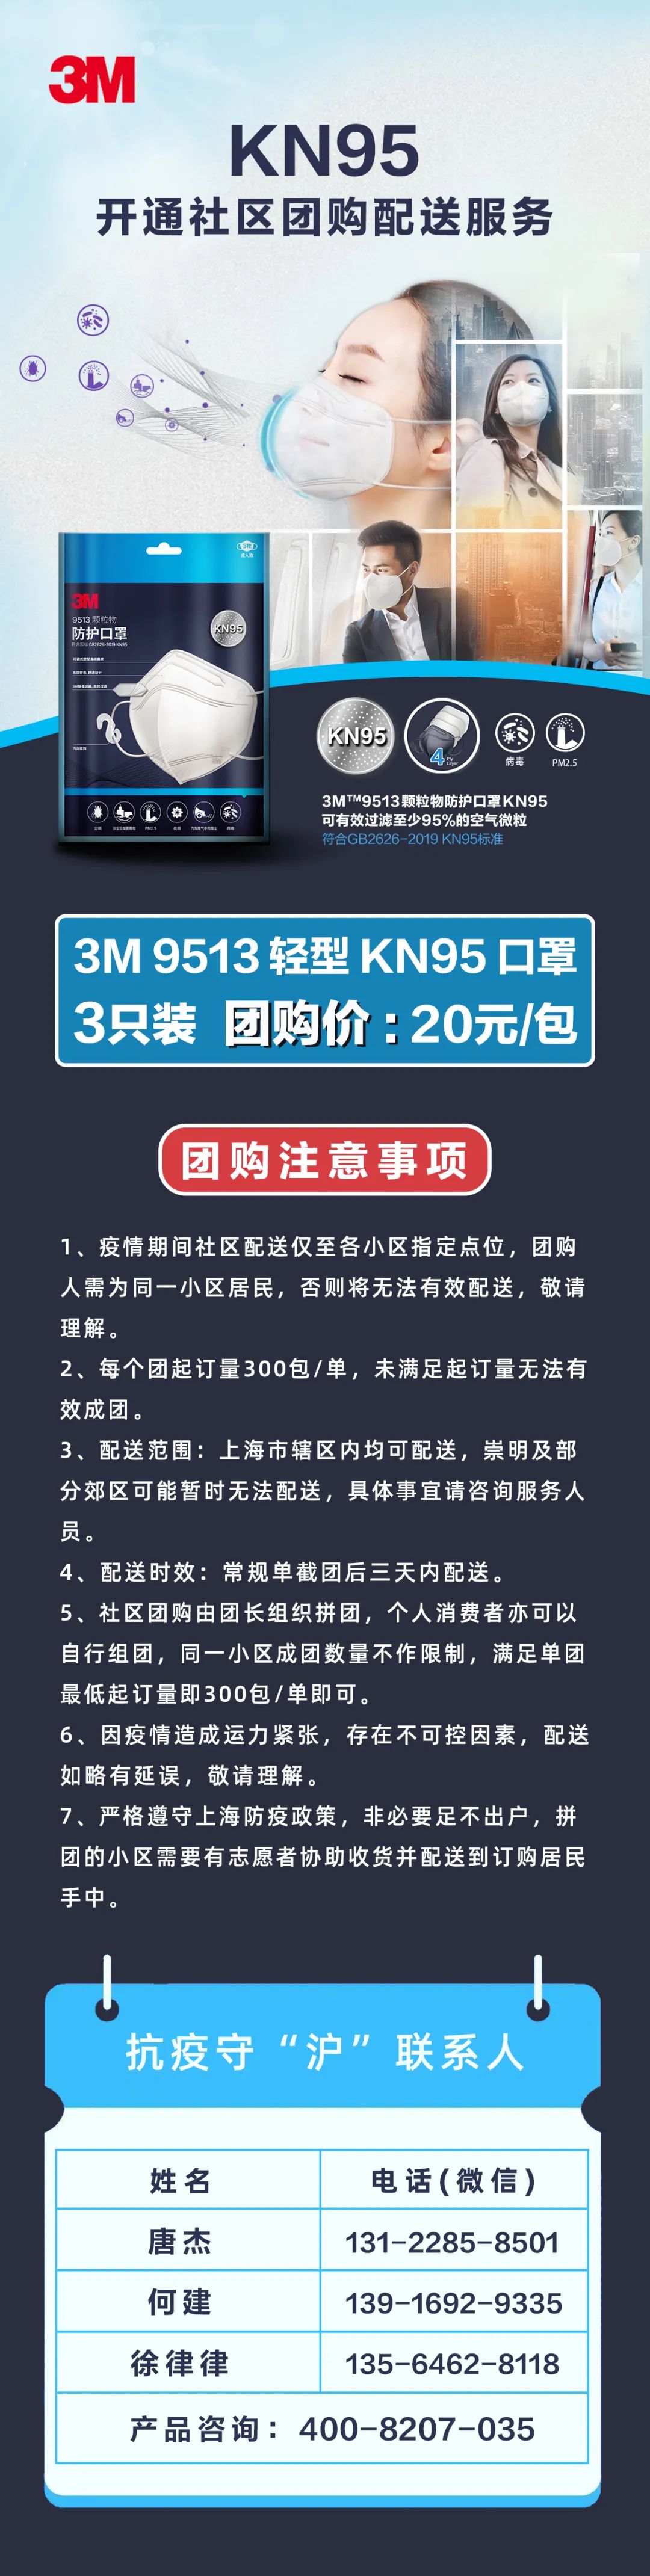 3M
KN95
开通社区团购配送服务
3M
9513 颗粒物
防护口罩
KN95
KN95
4 Ply Layer
病毒
PM2.5
3M™9513颗粒物防护口罩KN95
可有效过滤至少95%的空气微粒
符合GB2626-2019 KN95标准
3M 9513 轻型 KN95 口罩
3只装 团购价：20元/包
团购注意事项
1、疫情期间社区配送仅至各小区指定点位，团购
人需为同一小区居民，否则将无法有效配送，敬请
理解。
2、每个团起订量300包/单，未满足起订量无法有
效成团。
3、配送范围：上海市辖区内均可配送，崇明及部
分郊区可能暂时无法配送，具体事宜请咨询服务人
员。
4、配送时效：常规单截团后三天内配送。
5、社区团购由团长组织拼团，个人消费者亦可以
自行组团，同一小区成团数量不作限制，满足单团
最低起订量即300包/单即可。
6、因疫情造成运力紧张，存在不可控因素，配送
如略有延误，敬请理解。
7、严格遵守上海防疫政策，非必要足不出户，拼
团的小区需要有志愿者协助收货并配送到订购居民
手中。
抗疫守“沪”联系人
姓名 电话(微信)
唐杰 131-2285-8501
何建 139-1692-9335
徐律律 135-6462-8118
产品咨询：400-8207-035